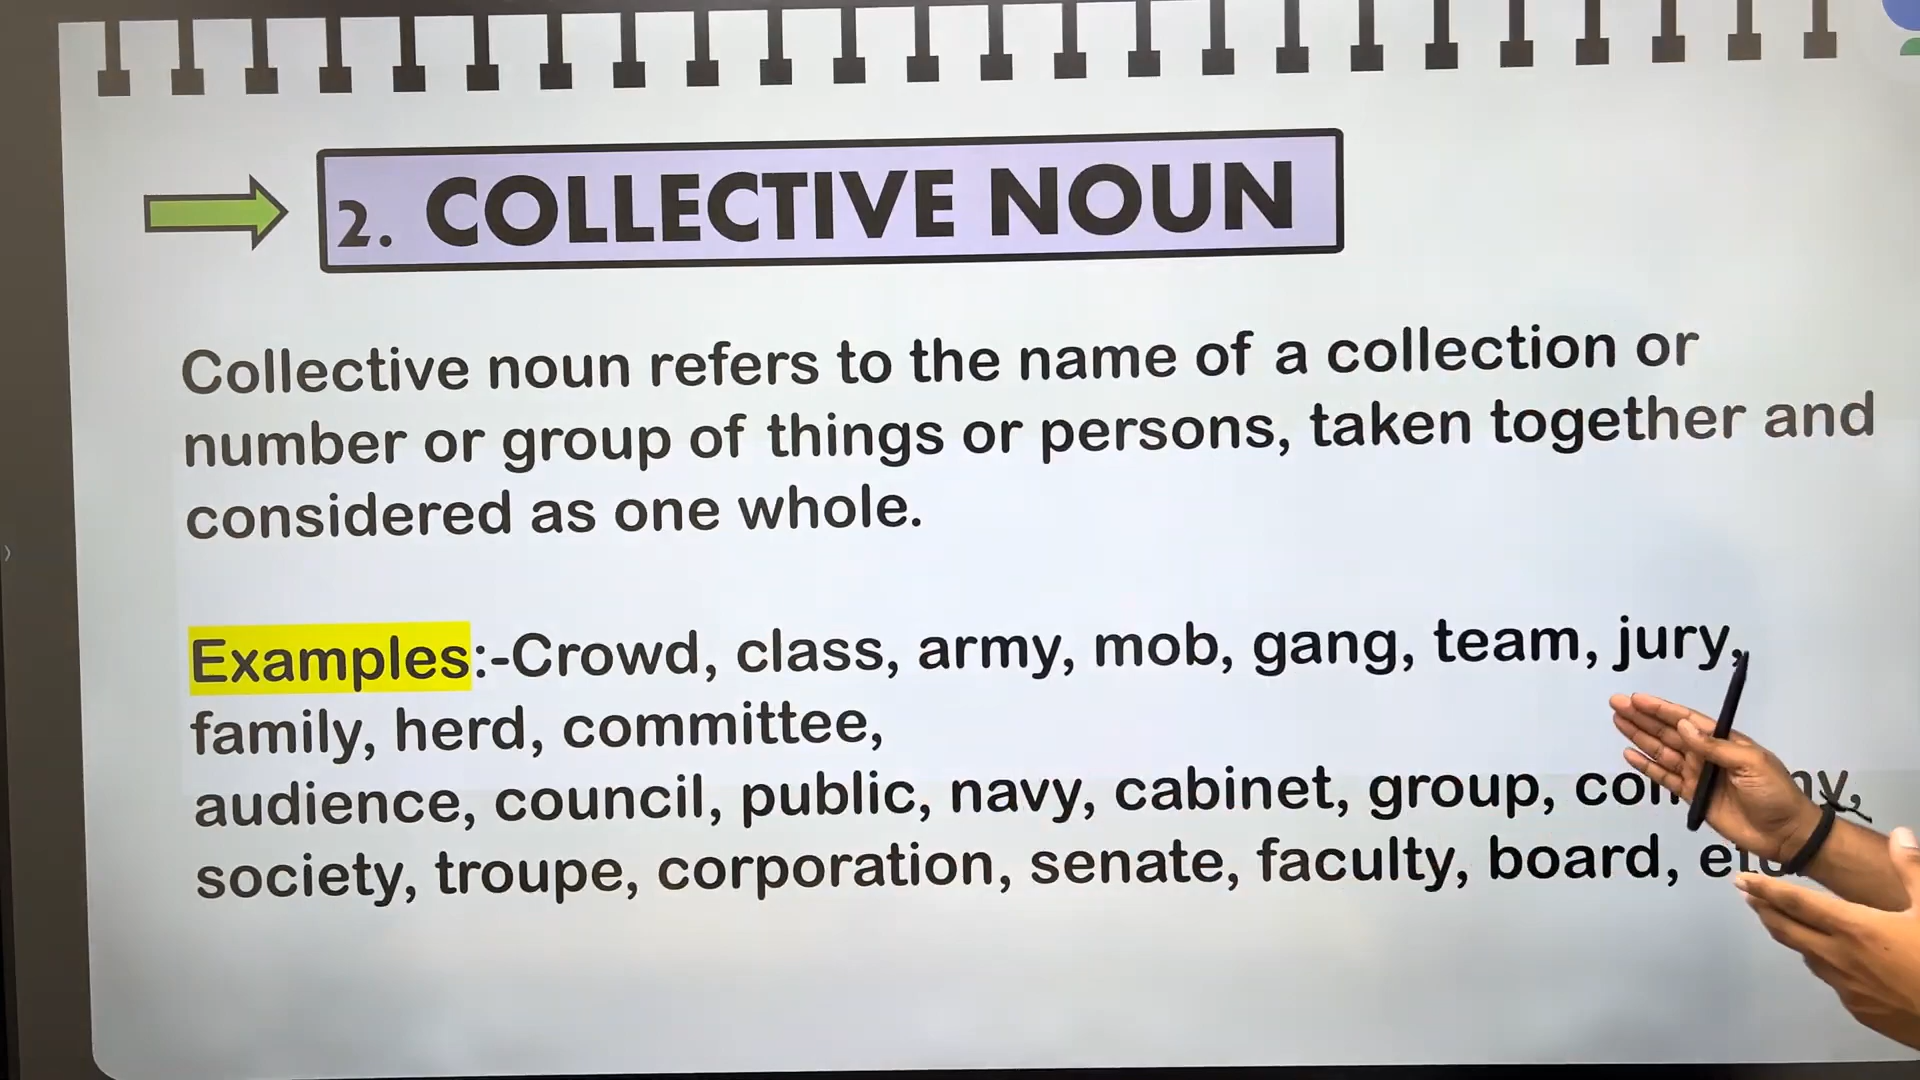 2. COLLECTIVE NOUN
Collective noun refers to the name of a collection or
number or group of things or persons, taken together and
considered as one whole.
Examples:-Crowd, class, army, mob, gang, team, jury,
family, herd, committee,
audience, council, public, navy, cabinet, group,
society, troupe, corporation, senate, faculty, board, etc.